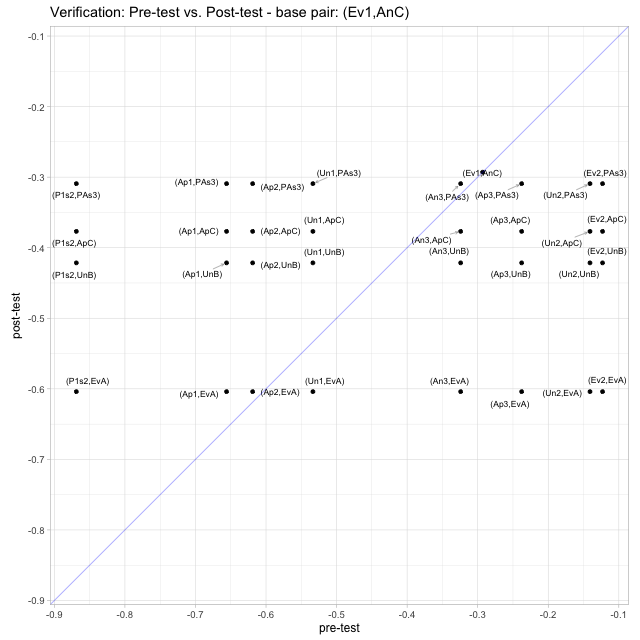 Verification: Pre-test vs. Post-test - base pair: (Ev1,AnC)
-0.1
-0.2
-0.3
-0.4
-0.5
-0.6
-0.7
-0.8
-0.9
post-test
(Un1,PAs3) (Ev1,AnC) (Ev2,PAs3)
(Ap1,PAs3) (Ap2,PAs3)
(P1s2,PAs3) (An3,PAs3) (Ap3,PAs3) (Un2,PAs3)
(Un1,ApC) (Ap3,ApC) (Ev2,ApC)
(Ap1,ApC) (Ap2,ApC)
(P1s2,ApC) (An3,ApC) (Un2,ApC)
(Un1,UnB) (An3,UnB) (Ev2,UnB)
(Ap2,UnB)
(P1s2,UnB) (Ap1,UnB) (Ap3,UnB) (Un2,UnB)
(P1s2,EvA) (Un1,EvA) (An3,EvA) (Ev2,EvA)
(Ap1,EvA) (Ap2,EvA) (Un2,EvA)
(Ap3,EvA)
-0.9 -0.8 -0.7 -0.6 -0.5 -0.4 -0.3 -0.2 -0.1
pre-test